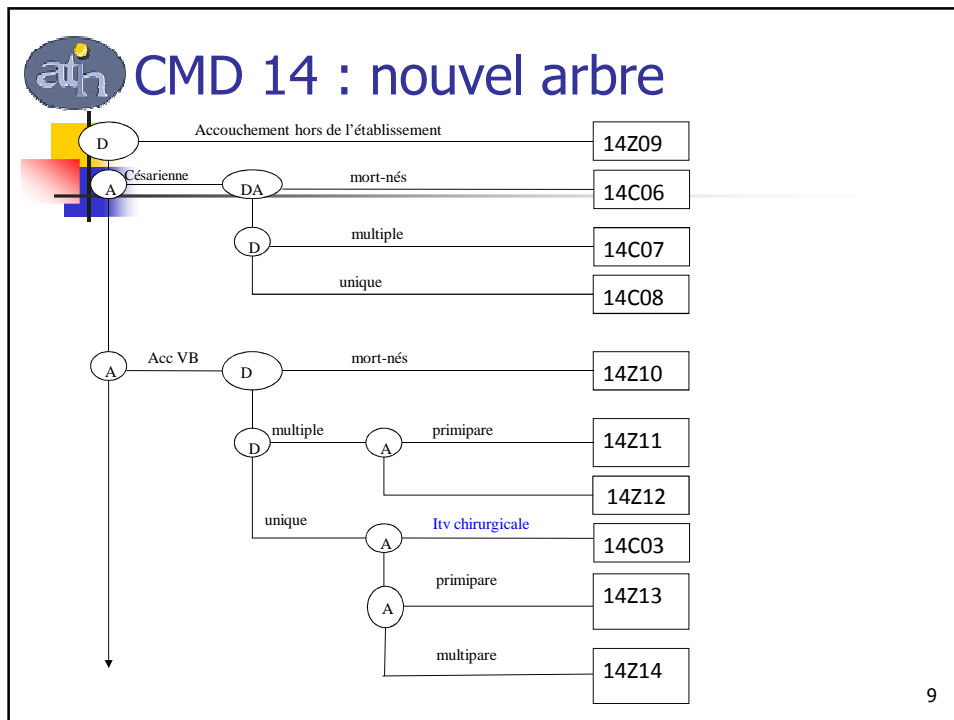 atih
CMD 14 : nouvel arbre
D Accouchement hors de l'établissement 14Z09
A Césarienne DA mort-nés 14C06
D multiple 14C07
unique 14C08
A Acc VB D mort-nés 14Z10
D multiple A primipare 14Z11
14Z12
unique A Itv chirurgicale 14C03
A primipare 14Z13
multipare 14Z14
9